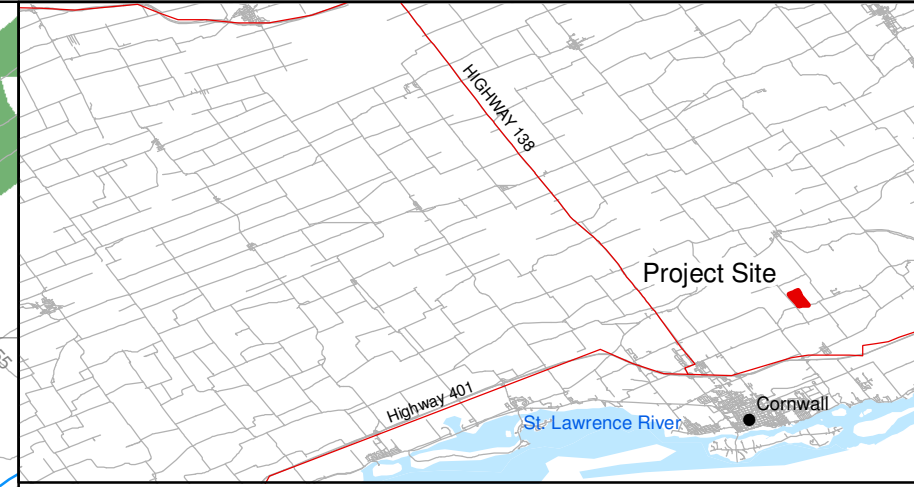 HIGHWAY 138
Project Site
Highway 401
Cornwall
St. Lawrence River